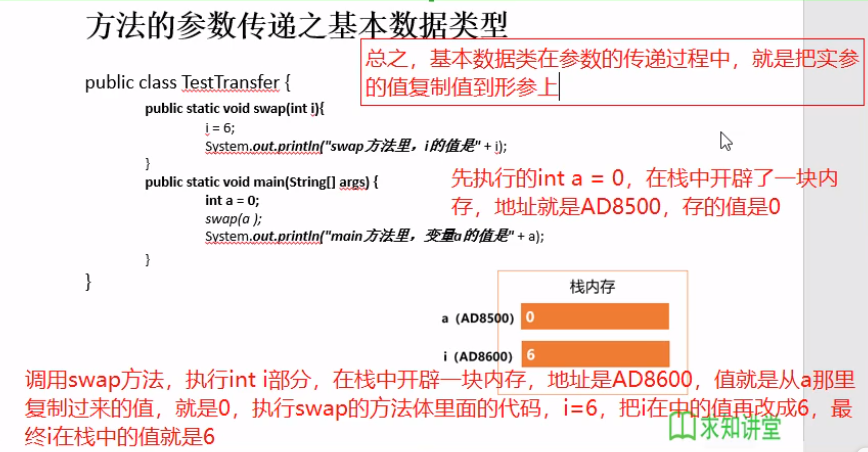 方法的参数传递之基本数据类型
总之，基本数据类在参数的传递过程中，就是把实参
的值复制值到形参上
public class TestTransfer {
public static void swap(int i){
i = 6;
System.out.println("swap方法里，i的值是" + i);
}
public static void main(String[] args) {
int a = 0;
swap(a );
System.out.println("main方法里，变量a的值是" + a);
}
}
先执行的int a = 0，在栈中开辟了一块内
存，地址就是AD8500，存的值是0
栈内存
a（AD8500） 0
i（AD8600） 6
调用swap方法，执行int i部分，在栈中开辟一块内存，地址是AD8600，值就是从a那里
复制过来的值，就是0，执行swap的方法体里面的代码，i=6，把i在中的值再改成6，最
终i在栈中的值就是6
求知讲堂